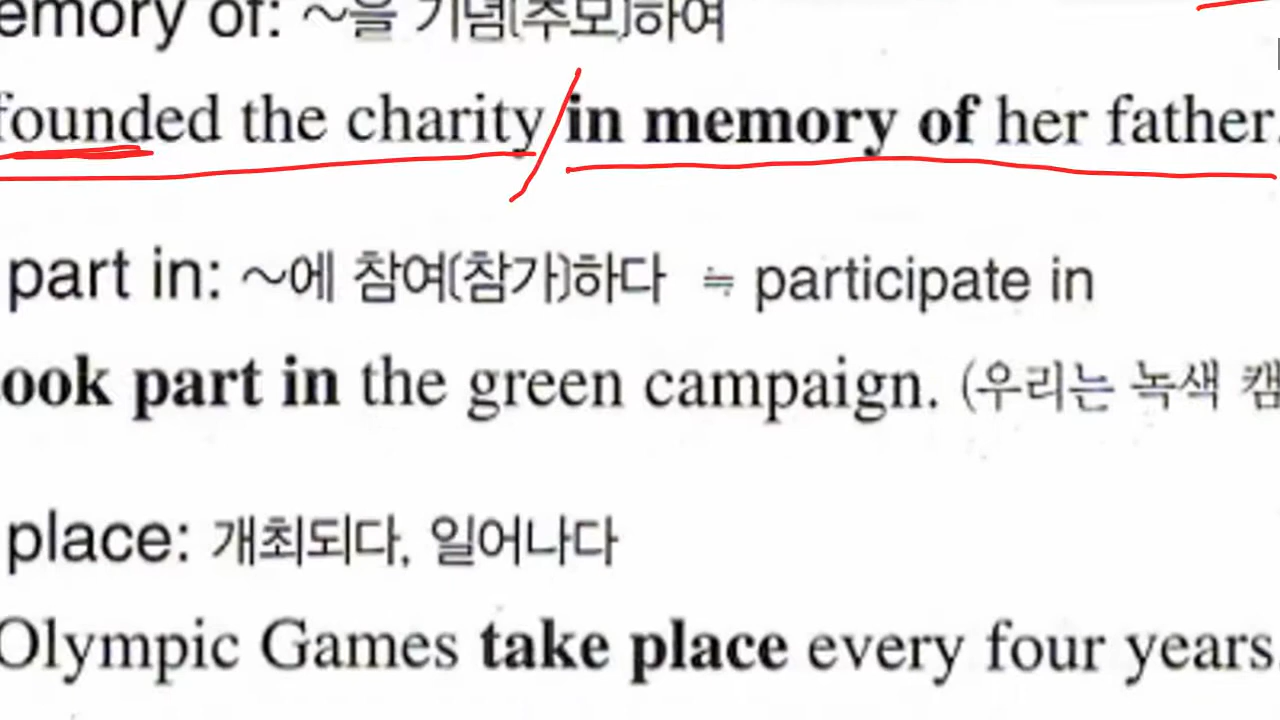 emory of: ~을 기념(추모)하여
founded the charity in memory of her father.
part in: ~에 참여(참가)하다 ≒ participate in
ook part in the green campaign. (우리는 녹색 캠
place: 개최되다, 일어나다
Olympic Games take place every four years.